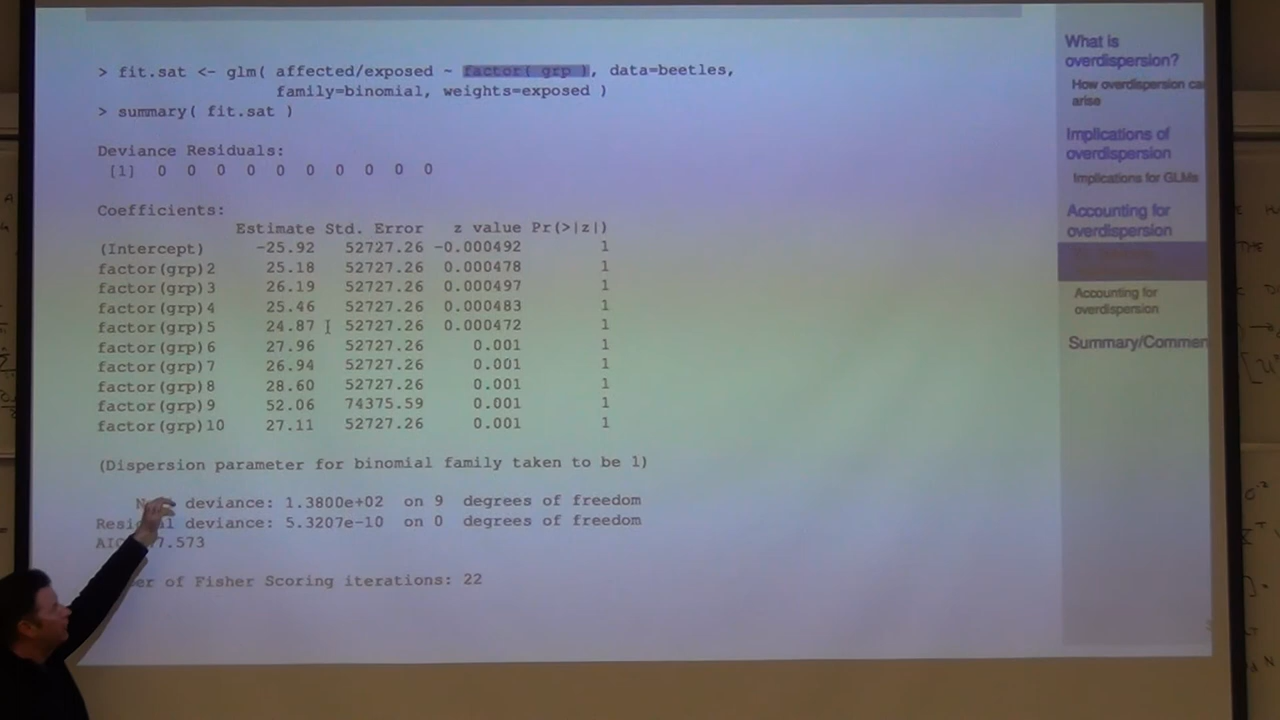 > fit.sat <- glm( affected/exposed ~ factor( grp ), data=beetles,
family=binomial, weights=exposed )
> summary( fit.sat )
Deviance Residuals:
[1] 0 0 0 0 0 0 0 0 0 0
Coefficients:
Estimate Std. Error z value Pr(>|z|)
(Intercept) -25.92 52727.26 -0.000492 1
factor(grp)2 25.18 52727.26 0.000478 1
factor(grp)3 26.19 52727.26 0.000497 1
factor(grp)4 25.46 52727.26 0.000483 1
factor(grp)5 24.87 52727.26 0.000472 1
factor(grp)6 27.96 52727.26 0.001 1
factor(grp)7 26.94 52727.26 0.001 1
factor(grp)8 28.60 52727.26 0.001 1
factor(grp)9 52.06 74375.59 0.001 1
factor(grp)10 27.11 52727.26 0.001 1
(Dispersion parameter for binomial family taken to be 1)
deviance: 1.3800e+02 on 9 degrees of freedom
deviance: 5.3207e-10 on 0 degrees of freedom
7.573
of Fisher Scoring iterations: 22
What is
overdispersion?
How overdispersion ca
arise
Implications of
overdispersion
Implications for GLMs
Accounting for
overdispersion
Accounting for
overdispersion
Summary/Commen